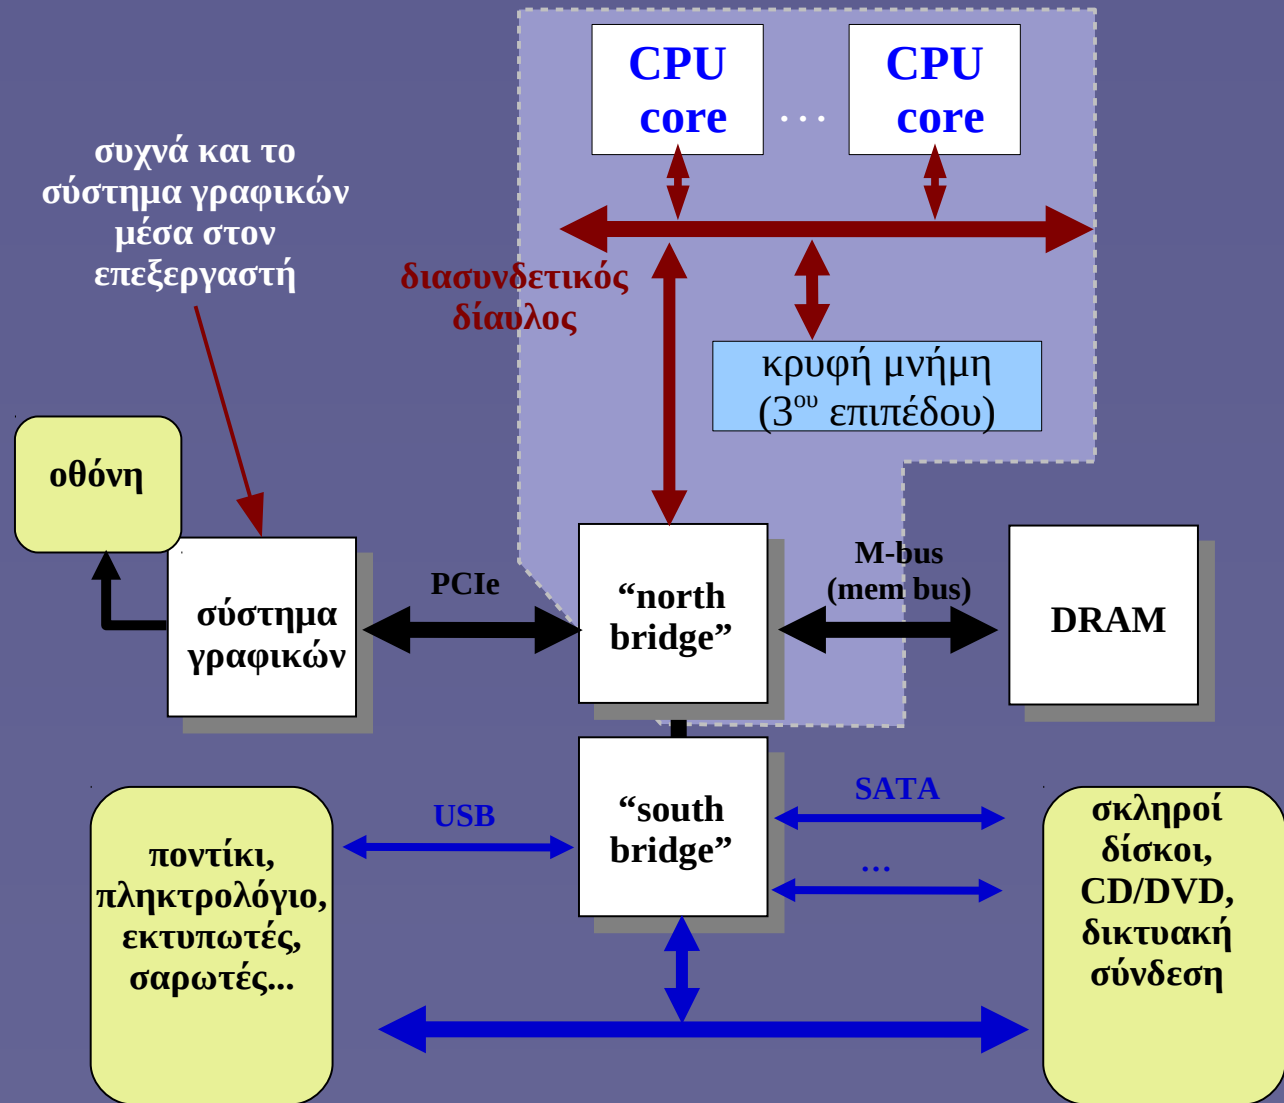 CPU
core
…
CPU
core
συχνά και το
σύστημα γραφικών
μέσα στον
επεξεργαστή
διασυνδετικός
δίαυλος
κρυφή μνήμη
(3ου επιπέδου)
οθόνη
σύστημα
γραφικών
PCIe
“north
bridge”
M-bus
(mem bus)
DRAM
“south
bridge”
USB
SATA
...
ποντίκι,
πληκτρολόγιο,
εκτυπωτές,
σαρωτές...
σκληροί
δίσκοι,
CD/DVD,
δικτυακή
σύνδεση